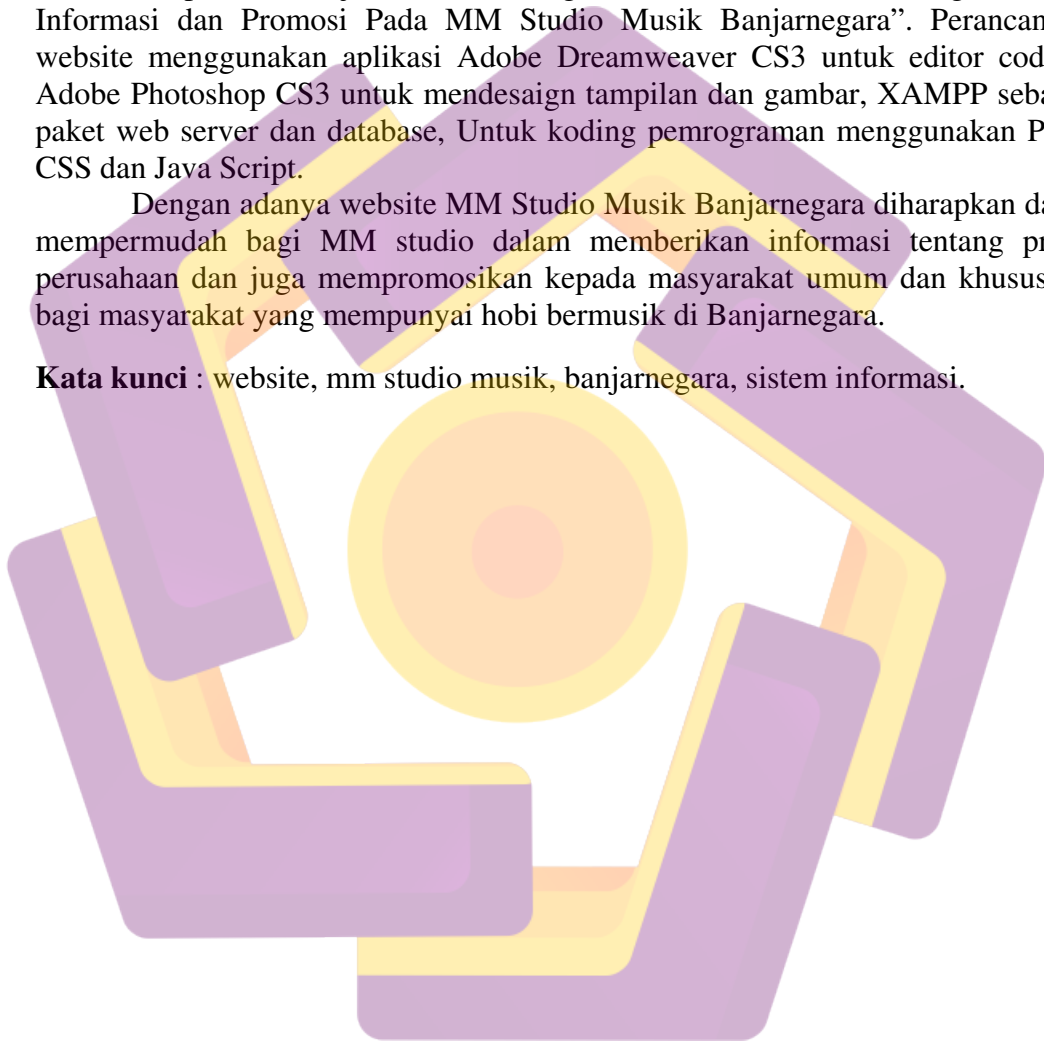 Informasi dan Promosi Pada MM Studio Musik Banjarnegara”. Perancan
website menggunakan aplikasi Adobe Dreamweaver CS3 untuk editor cod
Adobe Photoshop CS3 untuk mendesaign tampilan dan gambar, XAMPP seba
paket web server dan database, Untuk koding pemrograman menggunakan P
CSS dan Java Script.
Dengan adanya website MM Studio Musik Banjarnegara diharapkan da
mempermudah bagi MM studio dalam memberikan informasi tentang pr
perusahaan dan juga mempromosikan kepada masyarakat umum dan khusus
bagi masyarakat yang mempunyai hobi bermusik di Banjarnegara.
Kata kunci : website, mm studio musik, banjarnegara, sistem informasi.